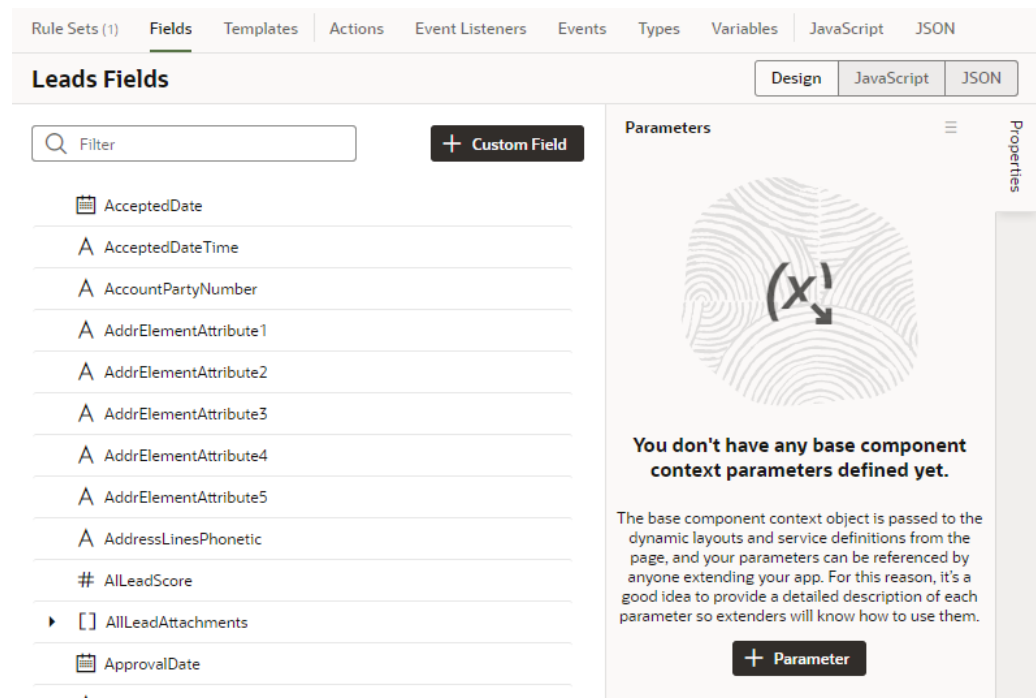 Rule Sets (1) Fields Templates Actions Event Listeners Events Types Variables JavaScript JSON
Leads Fields
Design JavaScript JSON
Filter
+ Custom Field
AcceptedDate
A AcceptedDateTime
A AccountPartyNumber
A AddrElementAttribute1
A AddrElementAttribute2
A AddrElementAttribute3
A AddrElementAttribute4
A AddrElementAttribute5
A AddressLinesPhonetic
# AILeadScore
[] AllLeadAttachments
ApprovalDate
Parameters
(x)
You don't have any base component
context parameters defined yet.
The base component context object is passed to the
dynamic layouts and service definitions from the
page, and your parameters can be referenced by
anyone extending your app. For this reason, it's a
good idea to provide a detailed description of each
parameter so extenders will know how to use them.
+ Parameter
Properties